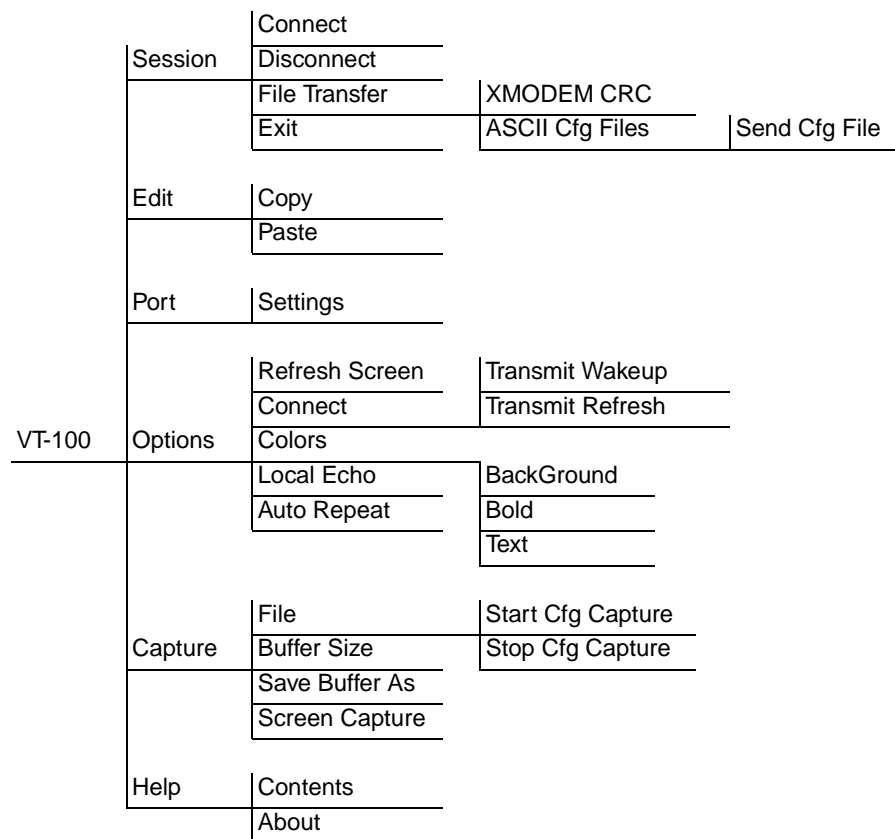 Connect
Session Disconnect
File Transfer XMODEM CRC
Exit ASCII Cfg Files Send Cfg File
Edit Copy
Paste
Port Settings
Refresh Screen Transmit Wakeup
Connect Transmit Refresh
VT-100 Options Colors
Local Echo BackGround
Auto Repeat Bold
Text
File Start Cfg Capture
Capture Buffer Size Stop Cfg Capture
Save Buffer As
Screen Capture
Help Contents
About